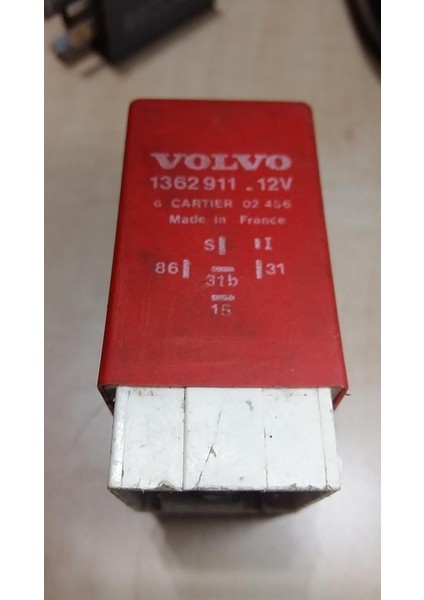 VOLVO
1362911 . 12V
G CARTIER 02 456
Made in France
S I
86 31
31b
15